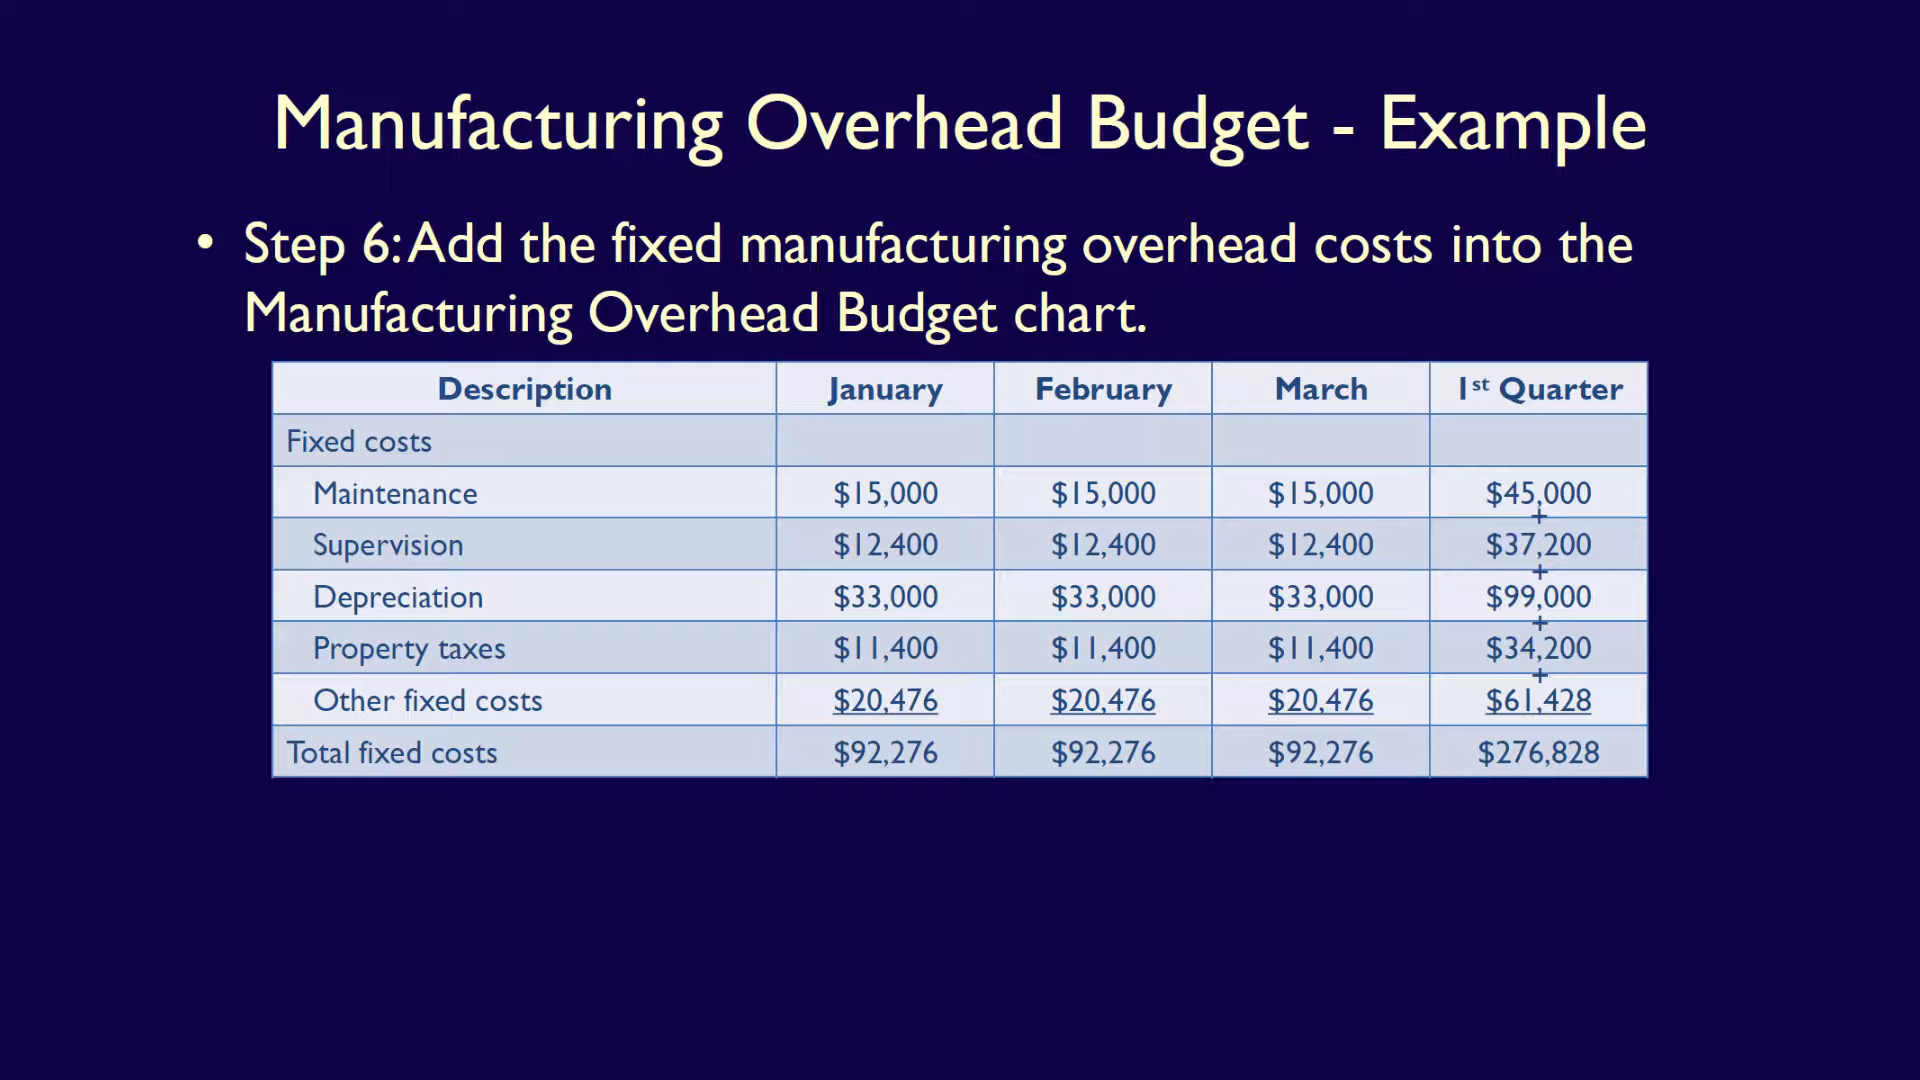 Manufacturing Overhead Budget - Example
• Step 6: Add the fixed manufacturing overhead costs into the
Manufacturing Overhead Budget chart.
Description January February March 1st Quarter
Fixed costs
Maintenance $15,000 $15,000 $15,000 $45,000
+
Supervision $12,400 $12,400 $12,400 $37,200
+
Depreciation $33,000 $33,000 $33,000 $99,000
+
Property taxes $11,400 $11,400 $11,400 $34,200
+
Other fixed costs $20,476 $20,476 $20,476 $61,428
Total fixed costs $92,276 $92,276 $92,276 $276,828